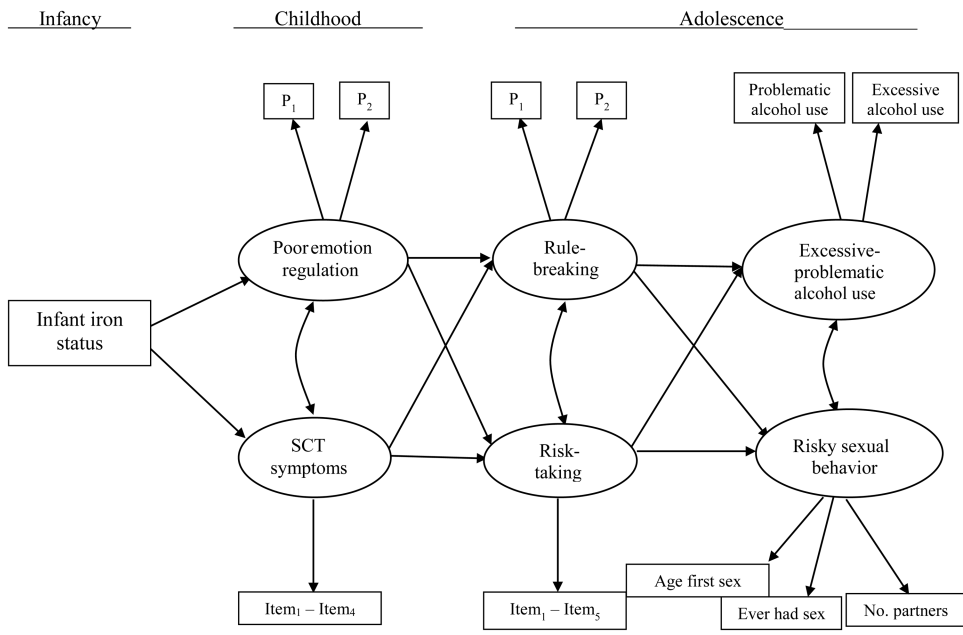 Infancy
Childhood
Adolescence
P1
P2
P1
P2
Problematic
alcohol use
Excessive
alcohol use
Poor emotion
regulation
Rule-
breaking
Excessive-
problematic
alcohol use
Infant iron
status
SCT
symptoms
Risk-
taking
Risky sexual
behavior
Age first sex
Item1 – Item4
Item1 – Item5
Ever had sex
No. partners